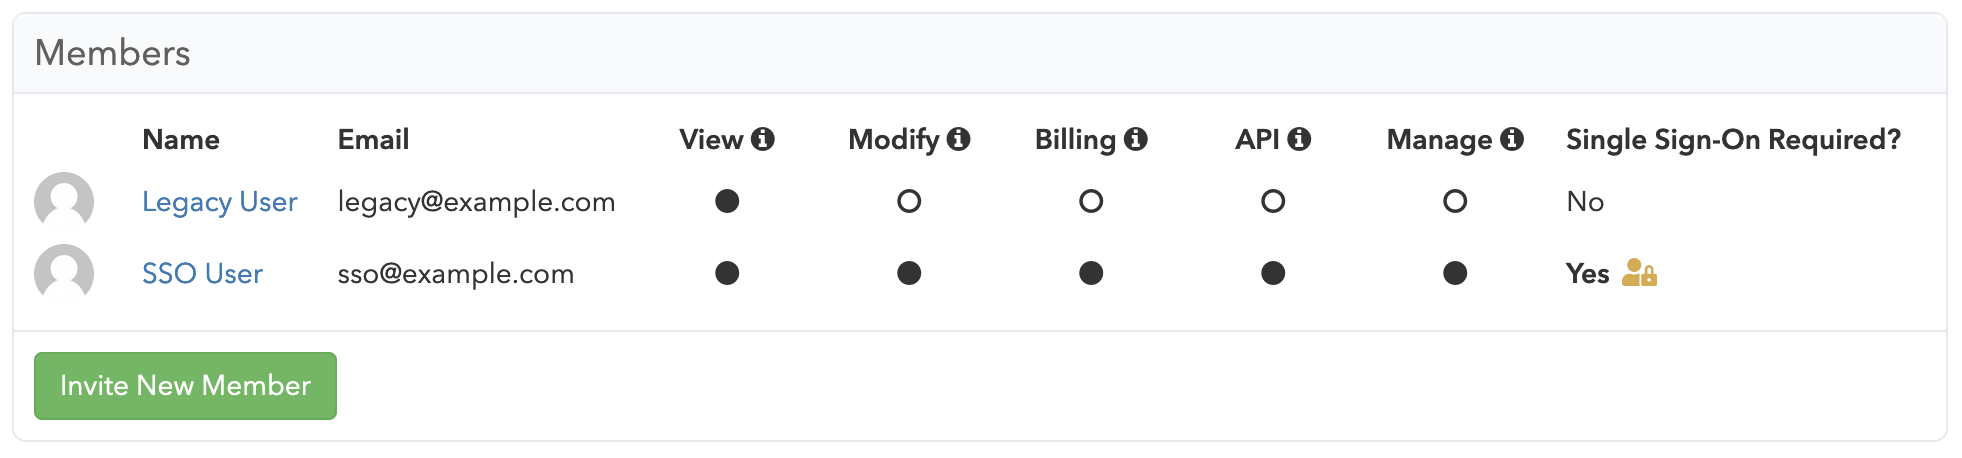 Members
Name Email View Modify Billing API Manage Single Sign-On Required?
Legacy User legacy@example.com No
SSO User sso@example.com Yes
Invite New Member